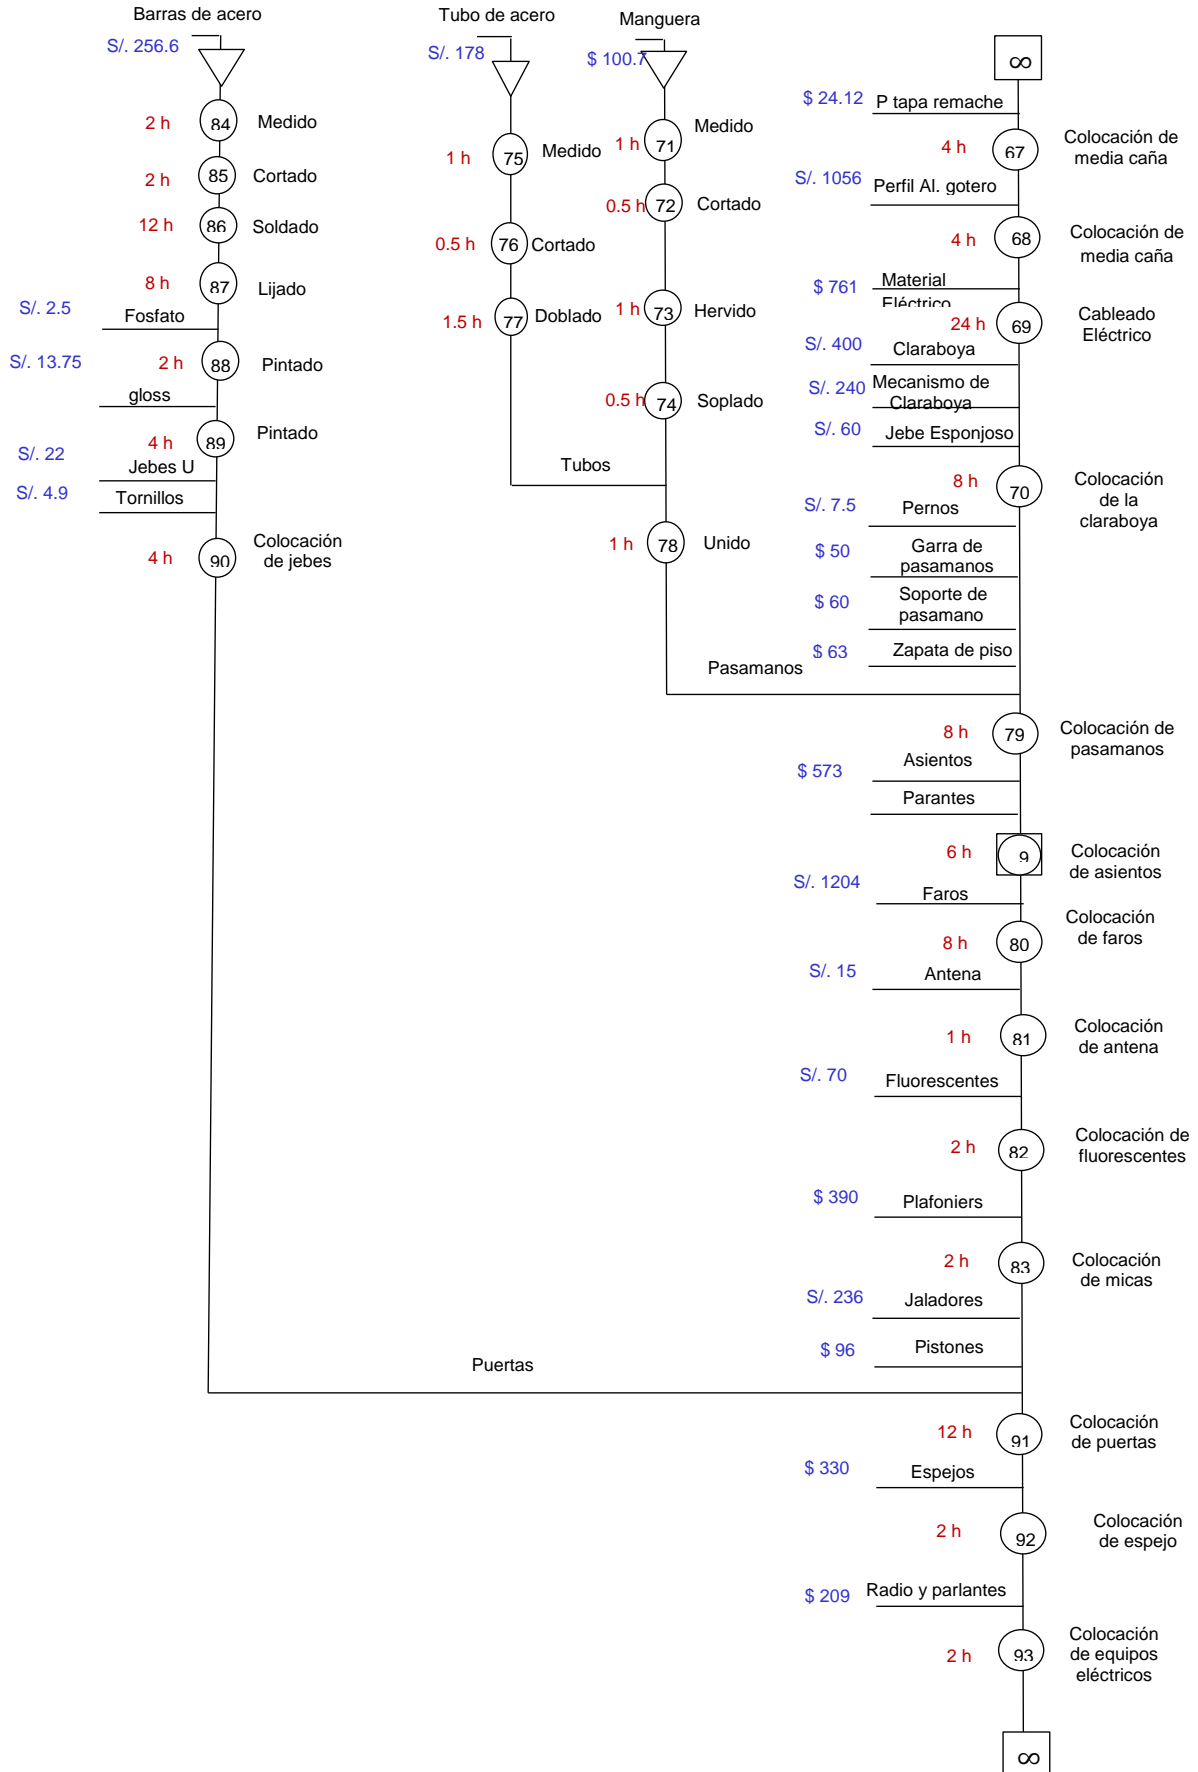 Barras de acero
S/. 256.6
2 h
84
Medido
2 h
85
Cortado
12 h
86
Soldado
8 h
87
Lijado
S/. 2.5
Fosfato
S/. 13.75
2 h
88
Pintado
gloss
4 h
89
Pintado
S/. 22
Jebes U
S/. 4.9
Tornillos
4 h
90
Colocación
de jebes
Tubo de acero
S/. 178
1 h
75
Medido
0.5 h
76
Cortado
1.5 h
77
Doblado
Manguera
$ 100.7
1 h
71
Medido
0.5 h
72
Cortado
1 h
73
Hervido
0.5 h
74
Soplado
Tubos
1 h
78
Unido
Pasamanos
∞
$ 24.12
P tapa remache
4 h
67
Colocación de
media caña
S/. 1056
Perfil Al. gotero
4 h
68
Colocación de
media caña
$ 761
Material
Eléctrico
24 h
69
Cableado
Eléctrico
S/. 400
Claraboya
S/. 240
Mecanismo de
Claraboya
S/. 60
Jebe Esponjoso
8 h
70
Colocación
de la
claraboya
S/. 7.5
Pernos
$ 50
Garra de
pasamanos
$ 60
Soporte de
pasamano
$ 63
Zapata de piso
8 h
79
Colocación de
pasamanos
$ 573
Asientos
Parantes
6 h
9
Colocación
de asientos
S/. 1204
Faros
8 h
80
Colocación
de faros
S/. 15
Antena
1 h
81
Colocación
de antena
S/. 70
Fluorescentes
2 h
82
Colocación de
fluorescentes
$ 390
Plafoniers
2 h
83
Colocación
de micas
S/. 236
Jaladores
$ 96
Pistones
Puertas
12 h
91
Colocación
de puertas
$ 330
Espejos
2 h
92
Colocación
de espejo
$ 209
Radio y parlantes
2 h
93
Colocación
de equipos
eléctricos
∞